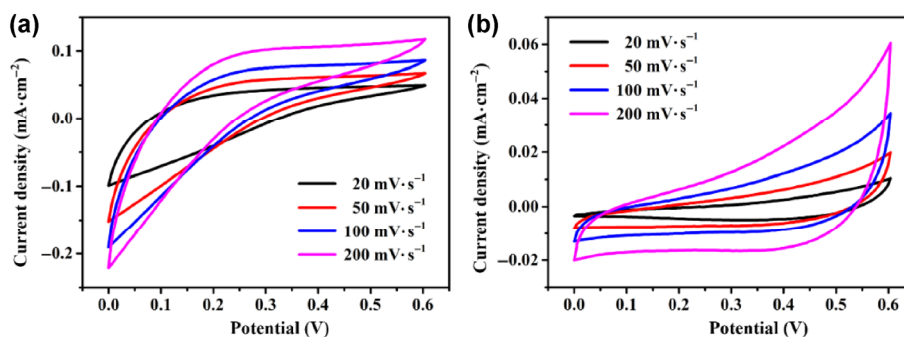 (a)
Current density (mA·cm⁻²)
0.1
0.0
−0.1
−0.2
20 mV·s⁻¹
50 mV·s⁻¹
100 mV·s⁻¹
200 mV·s⁻¹
0.0 0.1 0.2 0.3 0.4 0.5 0.6
Potential (V)
(b)
Current density (mA·cm⁻²)
0.06
0.04
0.02
0.00
−0.02
20 mV·s⁻¹
50 mV·s⁻¹
100 mV·s⁻¹
200 mV·s⁻¹
0.0 0.1 0.2 0.3 0.4 0.5 0.6
Potential (V)